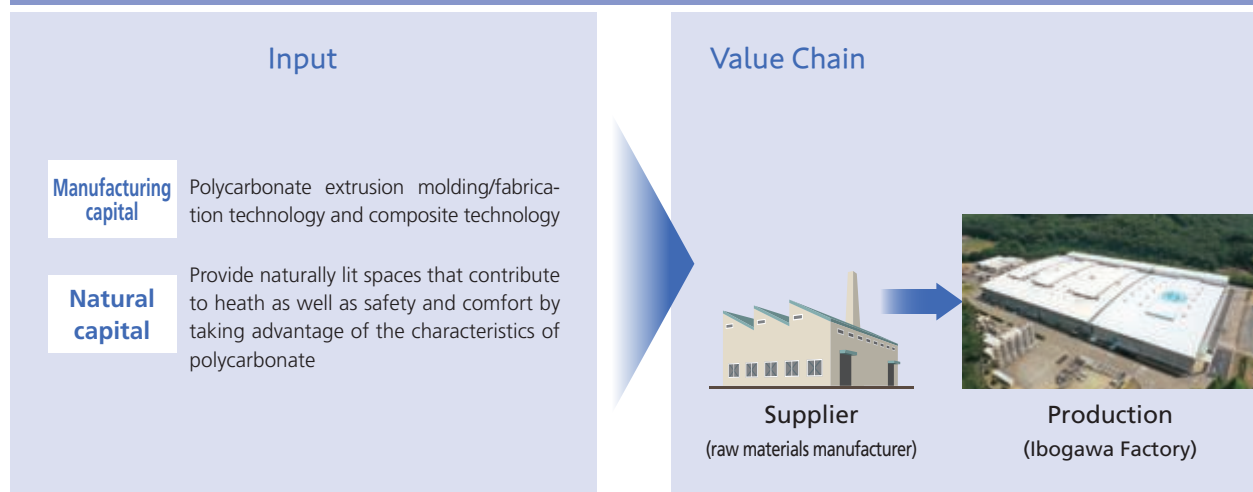 Input
Manufacturing
capital
Polycarbonate extrusion molding/fabrica-
tion technology and composite technology
Natural
capital
Provide naturally lit spaces that contribute
to heath as well as safety and comfort by
taking advantage of the characteristics of
polycarbonate
Value Chain
Supplier
(raw materials manufacturer)
Production
(Ibogawa Factory)